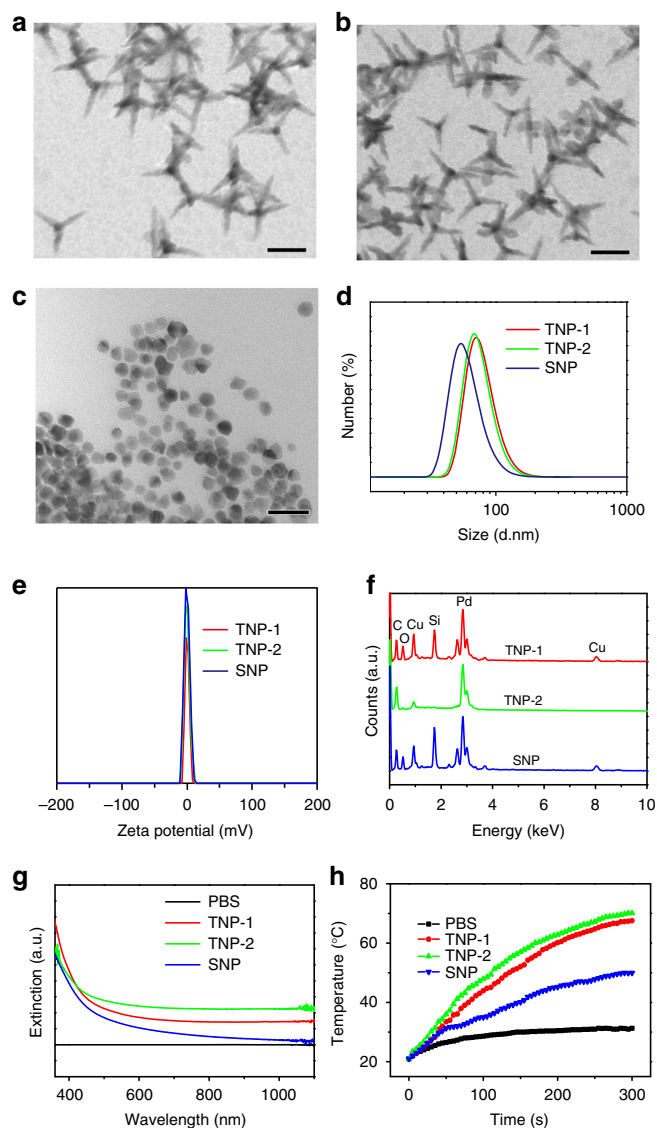 a
b
c
d
TNP-1
TNP-2
SNP
Number (%)
100
1000
Size (d.nm)
e
TNP-1
TNP-2
SNP
−200
−100
0
100
200
Zeta potential (mV)
f
C
O
Cu
Si
Pd
TNP-1
Cu
TNP-2
SNP
Counts (a.u.)
0
2
4
6
8
10
Energy (keV)
g
PBS
TNP-1
TNP-2
SNP
Extinction (a.u.)
400
600
800
1000
Wavelength (nm)
h
80
60
40
20
PBS
TNP-1
TNP-2
SNP
Temperature (°C)
0
100
200
300
Time (s)